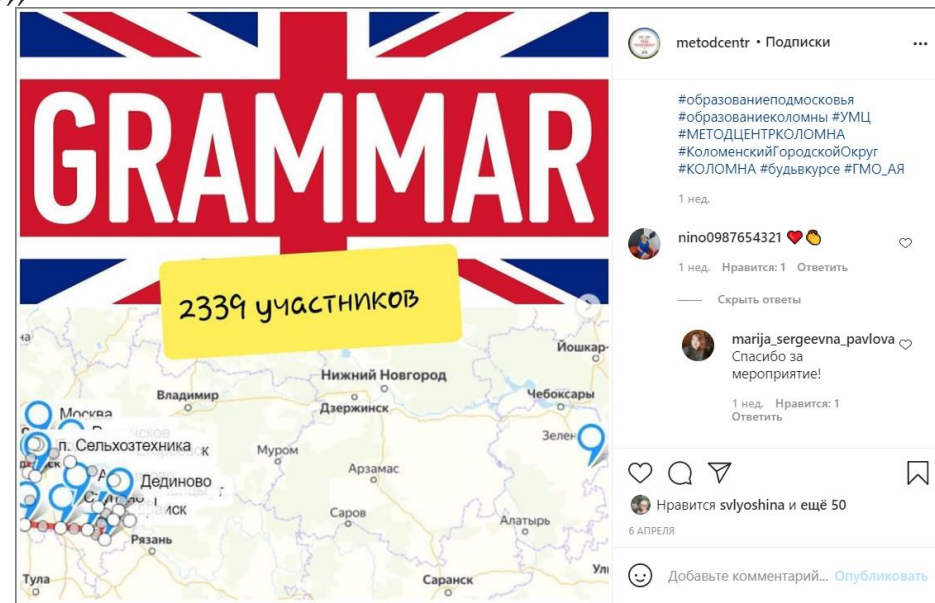 GRAMMAR
2339 участников
Йошкар-
Нижний Новгород
Владимир
Дзержинск
Чебоксары
Москва
Зелен
п. Сельхозтехника
Муром
Арзамас
Дединово
Саров
Алатырь
Рязань
Тула
Саранск
metodcentr • Подписки
#образованиеподмосковья
#образованиеколомны #УМЦ
#МЕТОДЦЕНТРКОЛОМНА
#КоломенскийГородскойОкруг
#КОЛОМНА #будьвкурсе #ГМО_АЯ
1 нед.
nino0987654321
1 нед. Нравится: 1 Ответить
Скрыть ответы
marija_sergeevna_pavlova
Спасибо за
мероприятие!
1 нед. Нравится: 1
Ответить
Нравится svlyoshina и ещё 50
6 АПРЕЛЯ
Добавьте комментарий... Опубликовать